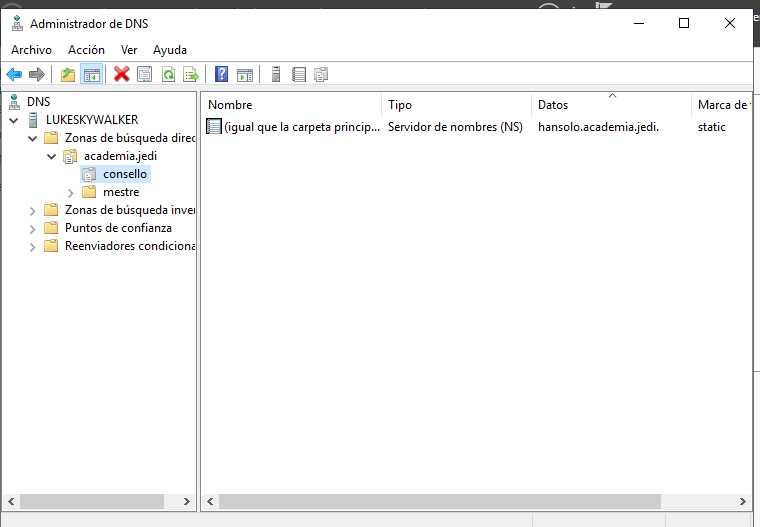 Administrador de DNS
Archivo Acción Ver Ayuda
DNS
LUKESKYWALKER
Zonas de búsqueda direc
academia.jedi
consello
mestre
Zonas de búsqueda inver
Puntos de confianza
Reenviadores condiciona
Nombre Tipo Datos Marca de
(igual que la carpeta princip... Servidor de nombres (NS) hansolo.academia.jedi. static